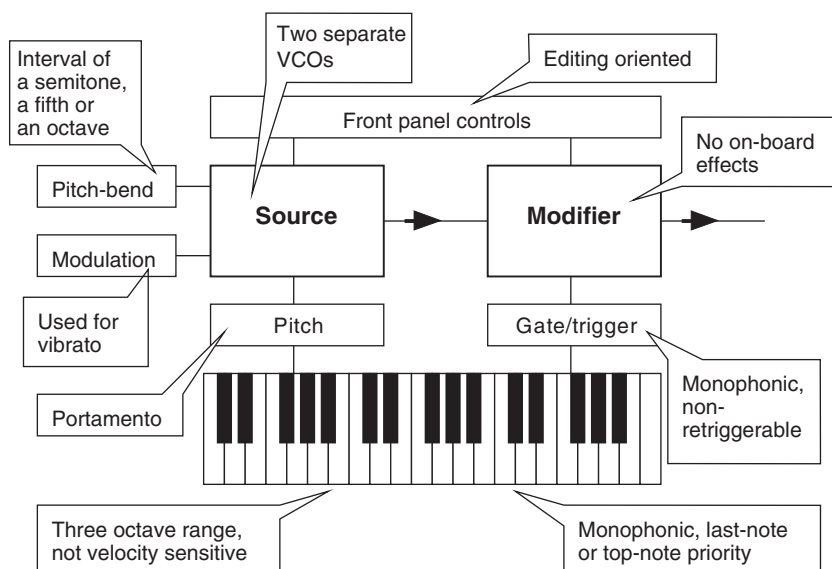 Interval of
a semitone,
a fifth or
an octave
Two separate
VCOs
Editing oriented
Front panel controls
No on-board
effects
Pitch-bend
Source
Modifier
Modulation
Used for
vibrato
Pitch
Gate/trigger
Portamento
Monophonic,
non-
retriggerable
Three octave range,
not velocity sensitive
Monophonic, last-note
or top-note priority